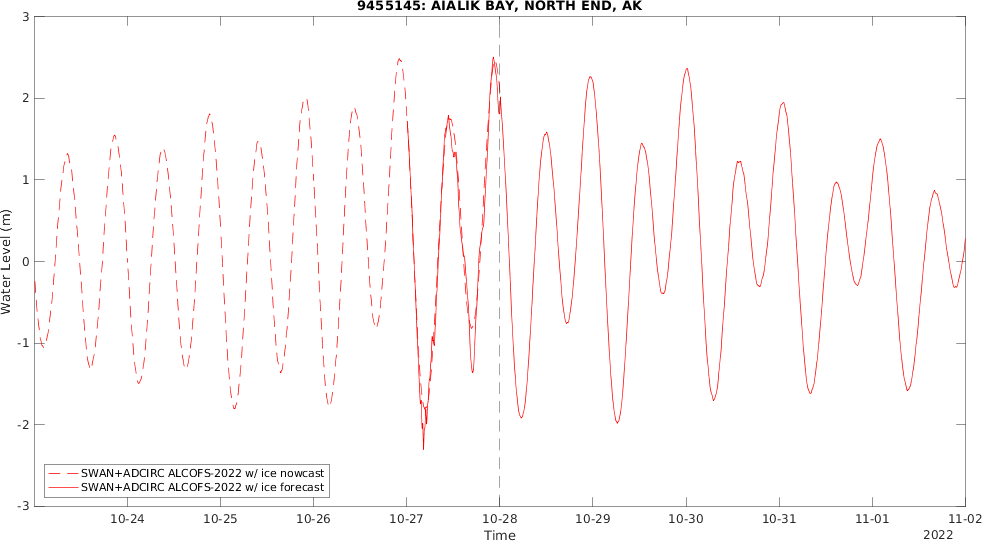 9455145: AIALIK BAY, NORTH END, AK
3
2
1
0
-1
-2
-3
Water Level (m)
SWAN+ADCIRC ALCOFS-2022 w/ ice nowcast
SWAN+ADCIRC ALCOFS-2022 w/ ice forecast
10-24 10-25 10-26 10-27 10-28 10-29 10-30 10-31 11-01 11-02
Time
2022